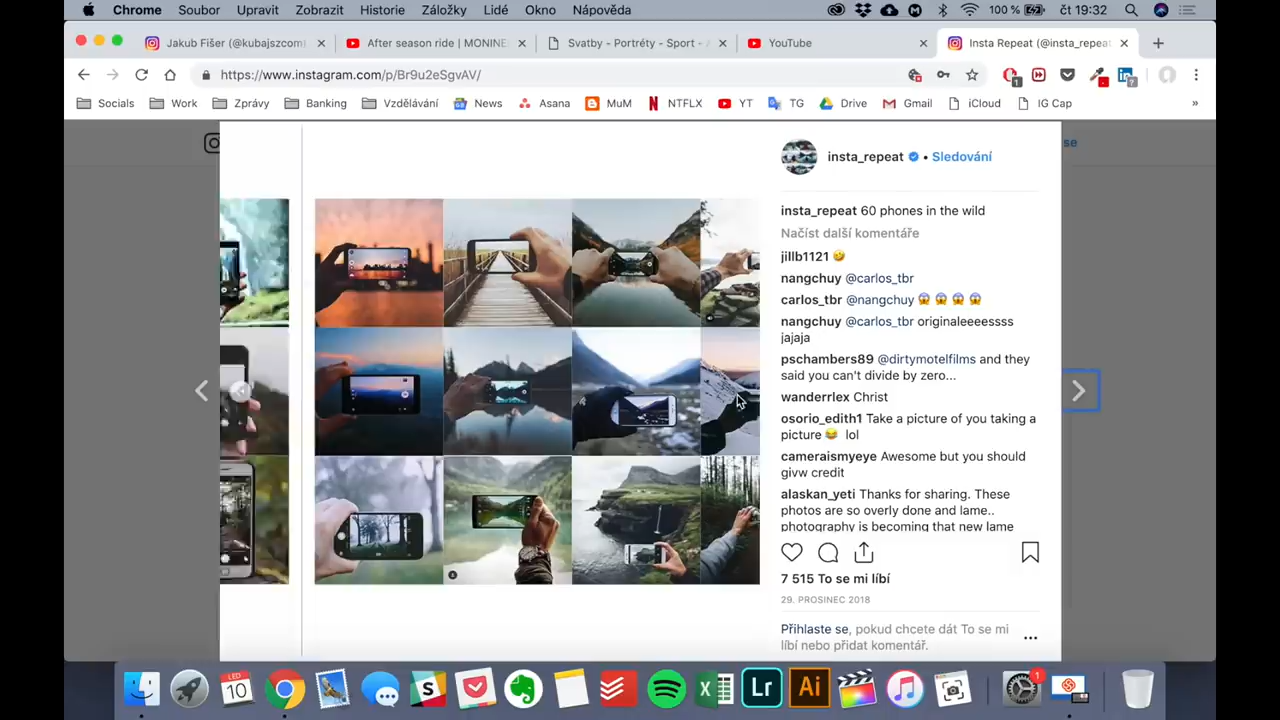 Chrome Soubor Upravit Zobrazit Historie Záložky Lidé Okno Nápověda 100 % čt 19:32
Jakub Fišer (@kubajszcom) After season ride | MONINE Svatby - Portréty - Sport - YouTube Insta Repeat (@insta_repeat
https://www.instagram.com/p/Br9u2eSgvAV/
Socials Work Zprávy Banking Vzdělávání News Asana MuM NTFLX YT TG Drive Gmail iCloud IG Cap »
se
insta_repeat • Sledování
insta_repeat 60 phones in the wild
Načíst další komentáře
jillb1121
nangchuy @carlos_tbr
carlos_tbr @nangchuy 😱 😱 😱 😱
nangchuy @carlos_tbr originaleeeessss
jajaja
pschambers89 @dirtymotelfilms and they
said you can't divide by zero...
wanderrlex Christ
osorio_edith1 Take a picture of you taking a
picture 😂 lol
cameraismyeye Awesome but you should
givw credit
alaskan_yeti Thanks for sharing. These
photos are so overly done and lame..
photography is becoming that new lame
7 515 To se mi líbí
29. PROSINEC 2018
Přihlaste se, pokud chcete dát To se mi
líbí nebo přidat komentář.
LED
10
Lr
Ai
1